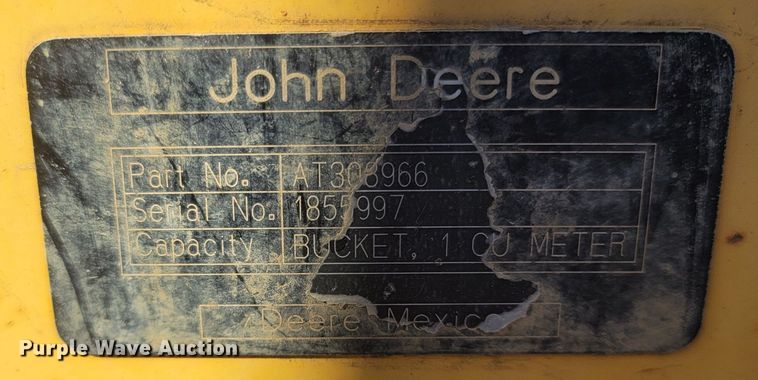 John Deere
Part No. AT308966
Serial No. 1855997
Capacity BUCKET, 1 CU METER
Deere Mexico
Purple Wave Auction